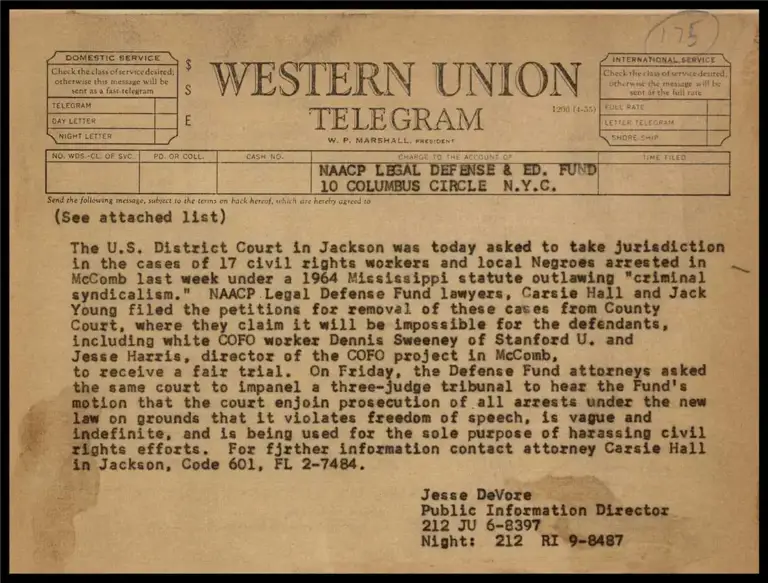 175
DOMESTIC SERVICE
Check the class of service desired;
otherwise this message will be
sent as a fast telegram
TELEGRAM
DAY LETTER
NIGHT LETTER
$
S
E
WESTERN UNION
TELEGRAM
W. P. MARSHALL, PRESIDENT
1206 (4-55)
INTERNATIONAL SERVICE
Check the class of service desired;
otherwise the message will be
sent at the full rate
FULL RATE
LETTER TELEGRAM
SHORE-SHIP
NO. WDS.-CL. OF SVC.
PD. OR COLL.
CASH NO.
CHARGE TO THE ACCOUNT OF
TIME FILED
NAACP LEGAL DEFENSE & ED. FUND
10 COLUMBUS CIRCLE N.Y.C.
Send the following message, subject to the terms on back hereof, which are hereby agreed to
(See attached list)
The U.S. District Court in Jackson was today asked to take jurisdiction
in the cases of 17 civil rights workers and local Negroes arrested in
McComb last week under a 1964 Mississippi statute outlawing "criminal
syndicalism." NAACP Legal Defense Fund lawyers, Carsie Hall and Jack
Young filed the petitions for removal of these cases from County
Court, where they claim it will be impossible for the defendants,
including white COFO worker Dennis Sweeney of Stanford U. and
Jesse Harris, director of the COFO project in McComb,
to receive a fair trial. On Friday, the Defense Fund attorneys asked
the same court to impanel a three-judge tribunal to hear the Fund's
motion that the court enjoin prosecution of all arrests under the new
law on grounds that it violates freedom of speech, is vague and
indefinite, and is being used for the sole purpose of harassing civil
rights efforts. For fjrther information contact attorney Carsie Hall
in Jackson, Code 601, FL 2-7484.
Jesse DeVore
Public Information Director
212 JU 6-8397
Night: 212 RI 9-8487